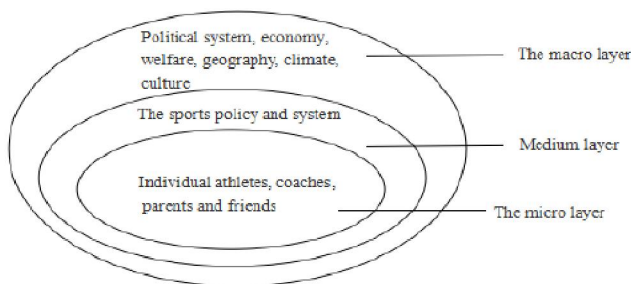 Political system, economy,
welfare, geography, climate,
culture
The macro layer
The sports policy and system
Medium layer
Individual athletes, coaches,
parents and friends
The micro layer